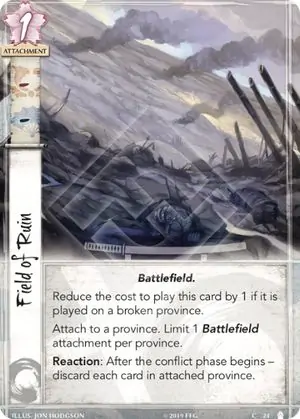 1
ATTACHMENT
Field of Ruin
Battlefield.
Reduce the cost to play this card by 1 if it is
played on a broken province.
Attach to a province. Limit 1 Battlefield
attachment per province.
Reaction: After the conflict phase begins –
discard each card in attached province.
ILLUS: JON HODGSON
©2019 FFG